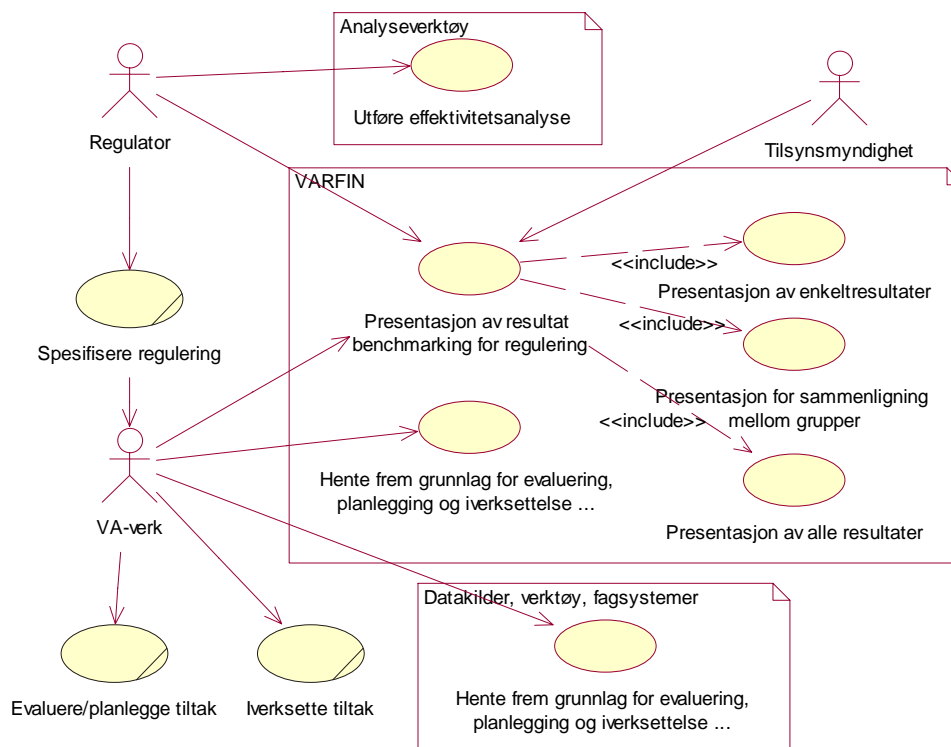 Analyseverktøy
Utføre effektivitetsanalyse
Regulator
Tilsynsmyndighet
VARFIN
<<include>>
Presentasjon av enkeltresultater
<<include>>
Presentasjon av resultat
benchmarking for regulering
Spesifisere regulering
Presentasjon for sammenligning
mellom grupper
<<include>>
Hente frem grunnlag for evaluering,
planlegging og iverksettelse ...
VA-verk
Presentasjon av alle resultater
Datakilder, verktøy, fagsystemer
Evaluere/planlegge tiltak
Iverksette tiltak
Hente frem grunnlag for evaluering,
planlegging og iverksettelse ...